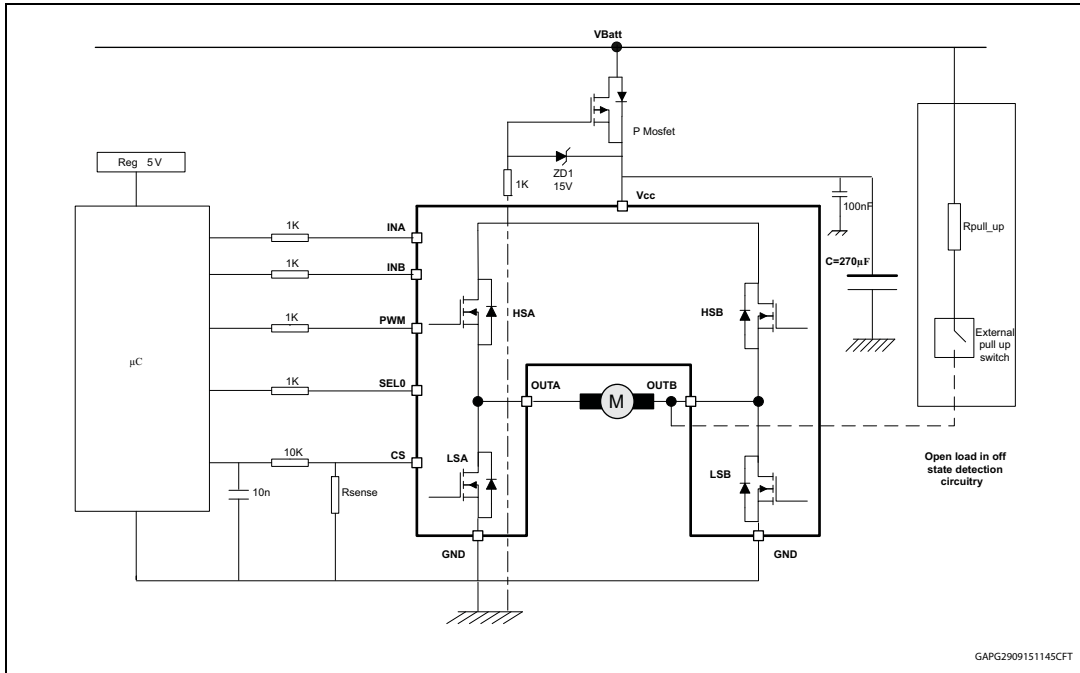 VBatt
P Mosfet
Reg 5V
1K
ZD1
15V
Vcc
100nF
Rpull_up
1K
INA
C=270µF
1K
INB
HSA
HSB
External
pull up
switch
1K
PWM
µC
1K
SEL0
OUTA
M
OUTB
10K
CS
LSA
LSB
Open load in off
state detection
circuitry
10n
Rsense
GND
GND
GAPG2909151145CFT